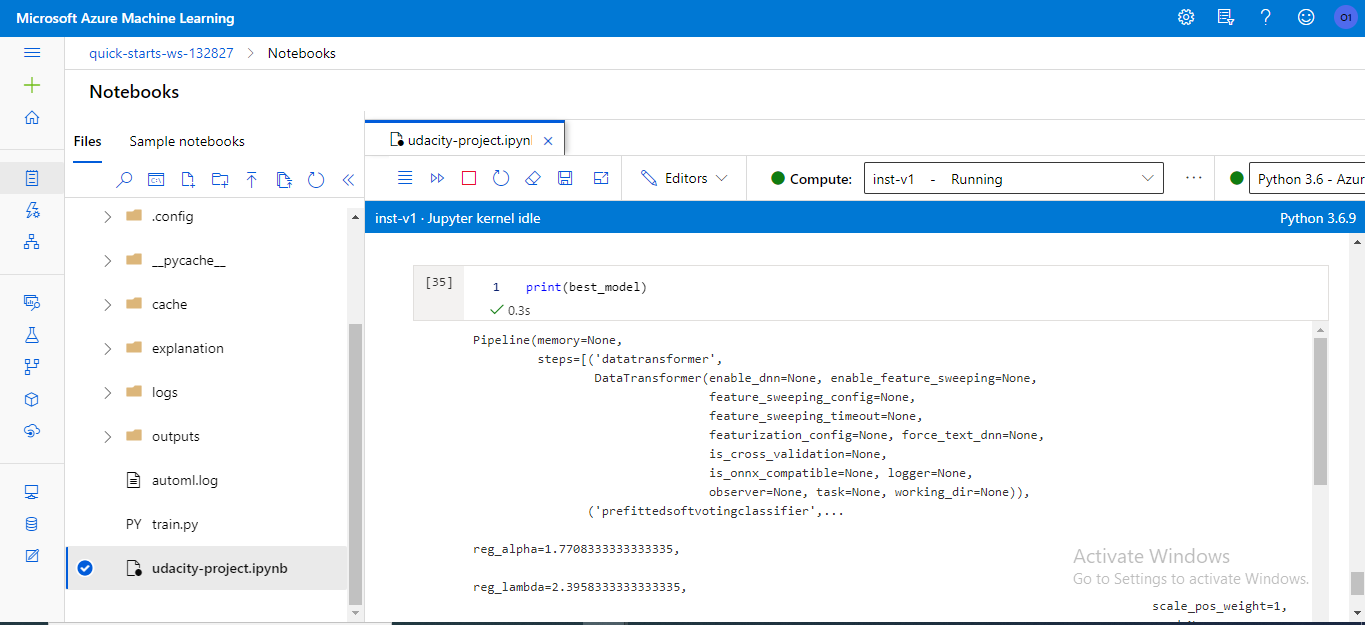 Microsoft Azure Machine Learning
O1
quick-starts-ws-132827 > Notebooks
Notebooks
Files Sample notebooks
udacity-project.ipyn
Editors
Compute: inst-v1 - Running
...
Python 3.6 - Azur
inst-v1 · Jupyter kernel idle
Python 3.6.9
.config
__pycache__
cache
explanation
logs
outputs
automl.log
PY train.py
udacity-project.ipynb
[35]
1 print(best_model)
0.3s
Pipeline(memory=None,
steps=[('datatransformer',
DataTransformer(enable_dnn=None, enable_feature_sweeping=None,
feature_sweeping_config=None,
feature_sweeping_timeout=None,
featurization_config=None, force_text_dnn=None,
is_cross_validation=None,
is_onnx_compatible=None, logger=None,
observer=None, task=None, working_dir=None)),
('prefittedsoftvotingclassifier',...
reg_alpha=1.7708333333333335,
reg_lambda=2.3958333333333335,
scale_pos_weight=1,
Activate Windows
Go to Settings to activate Windows.